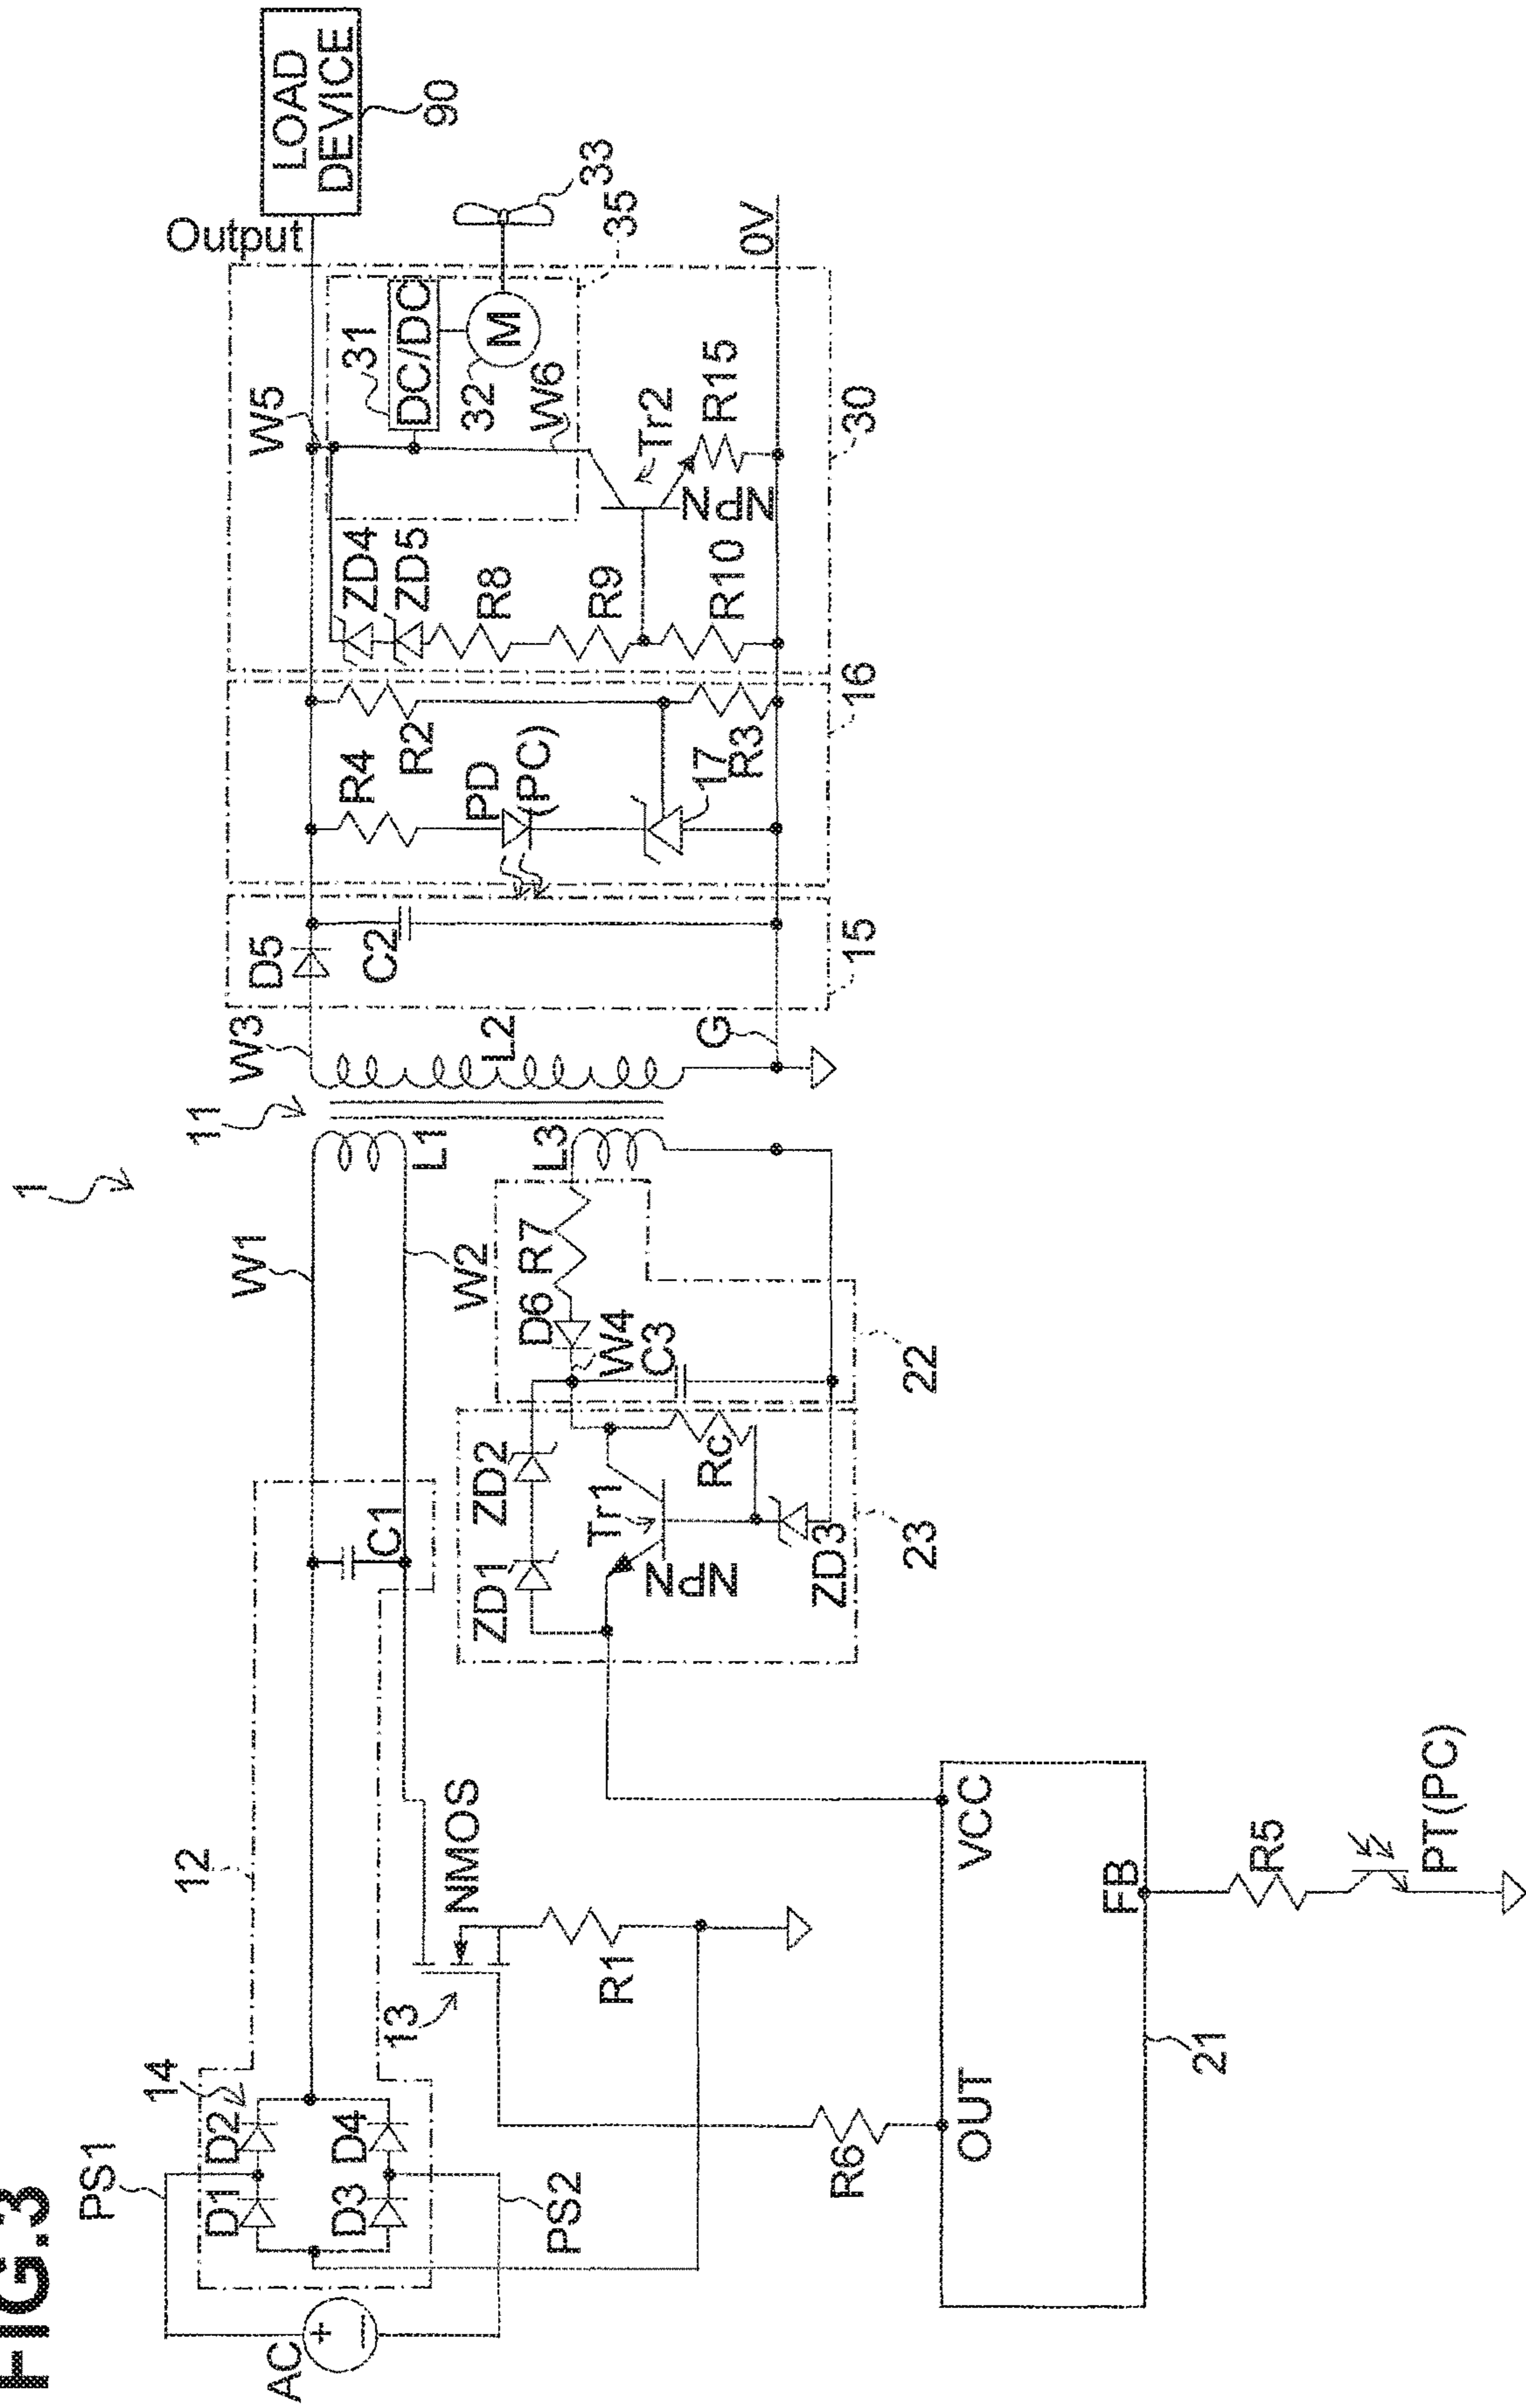 FIG.3
1
11
LOAD
DEVICE
90
Output
W5
31
DC/DC
M
32
33
35
W6
Tr2
NPN
R15
0V
30
ZD4
ZD5
R8
R9
R10
16
R2
R4
PD
(PC)
17
R3
D5
C2
15
W3
L2
G
L1
L3
W1
W2
R7
D6
W4
C3
22
12
C1
ZD2
ZD1
Tr1
NPN
Rc
ZD3
23
NMOS
13
R1
14
D2
D1
D4
D3
PS1
PS2
AC
R6
OUT
VCC
FB
21
R5
PT(PC)